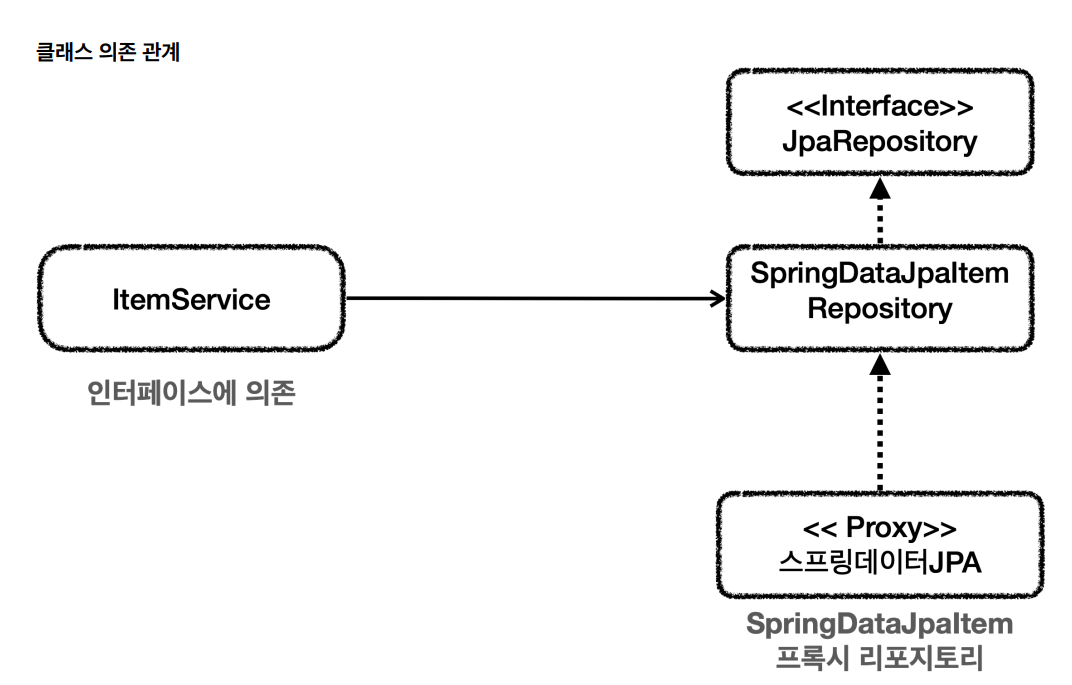 클래스 의존 관계
<<Interface>>
JpaRepository
ItemService
인터페이스에 의존
SpringDataJpaItem
Repository
<< Proxy>>
스프링데이터JPA
SpringDataJpaItem
프록시 리포지토리